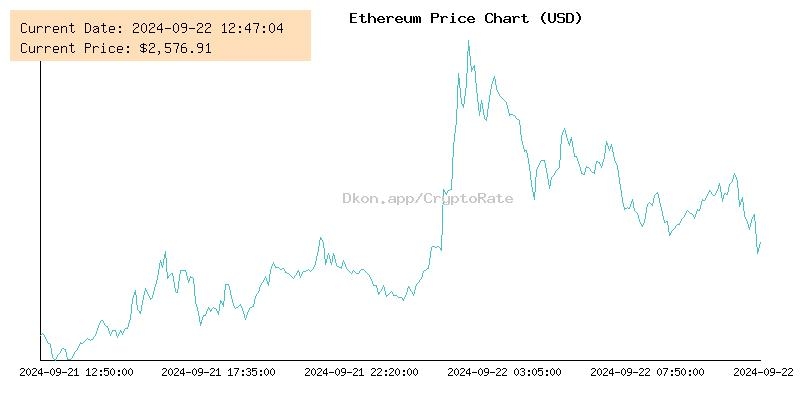 Ethereum Price Chart (USD)
Current Date: 2024-09-22 12:47:04
Current Price: $2,576.91
Dkon.app/CryptoRate
2024-09-21 12:50:00 2024-09-21 17:35:00 2024-09-21 22:20:00 2024-09-22 03:05:00 2024-09-22 07:50:00 2024-09-22